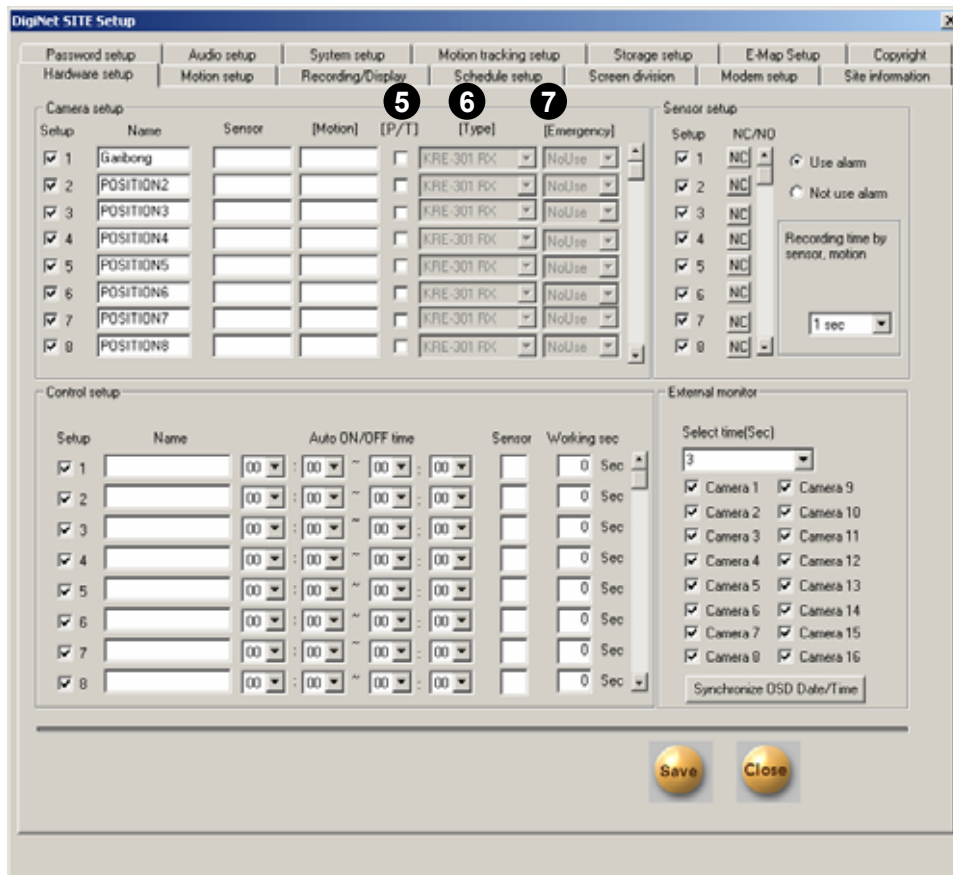 DigiNet SITE Setup
Password setup Audio setup System setup Motion tracking setup Storage setup E-Map Setup Copyright
Hardware setup Motion setup Recording/Display Schedule setup Screen division Modem setup Site information
5 6 7
Camera setup Sensor setup
Setup Name Sensor [Motion] [P/T] [Type] [Emergency] Setup NC/NO
1 Garibong KRE-301 RX NoUse 1 NC Use alarm
2 POSITION2 KRE-301 RX NoUse 2 NC Not use alarm
3 POSITION3 KRE-301 RX NoUse 3 NC
4 POSITION4 KRE-301 RX NoUse 4 NC Recording time by
5 POSITION5 KRE-301 RX NoUse 5 NC sensor, motion
6 POSITION6 KRE-301 RX NoUse 6 NC
7 POSITION7 KRE-301 RX NoUse 7 NC 1 sec
8 POSITION8 KRE-301 RX NoUse 8 NC
Control setup External monitor
Setup Name Auto ON/OFF time Sensor Working sec Select time(Sec)
1 00 : 00 ~ 00 : 00 0 Sec 3
2 00 : 00 ~ 00 : 00 0 Sec Camera 1 Camera 9
3 00 : 00 ~ 00 : 00 0 Sec Camera 2 Camera 10
4 00 : 00 ~ 00 : 00 0 Sec Camera 3 Camera 11
5 00 : 00 ~ 00 : 00 0 Sec Camera 4 Camera 12
6 00 : 00 ~ 00 : 00 0 Sec Camera 5 Camera 13
7 00 : 00 ~ 00 : 00 0 Sec Camera 6 Camera 14
8 00 : 00 ~ 00 : 00 0 Sec Camera 7 Camera 15
Camera 8 Camera 16
Synchronize OSD Date/Time
Save Close